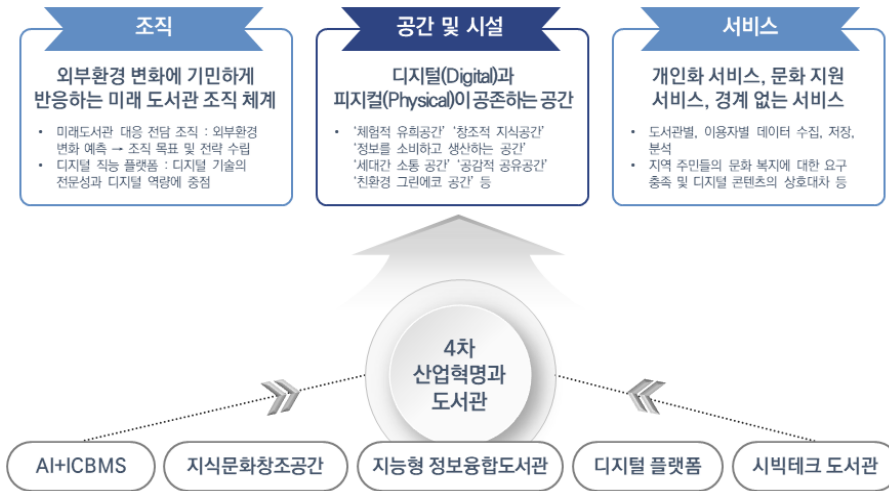 조직
외부환경 변화에 기민하게
반응하는 미래 도서관 조직 체계
• 미래도서관 대응 전담 조직 : 외부환경
변화 예측 → 조직 목표 및 전략 수립
• 디지털 직능 플랫폼 : 디지털 기술의
전문성과 디지털 역량에 중점
공간 및 시설
디지털(Digital)과
피지컬(Physical)이 공존하는 공간
• ‘체험적 유희공간’ ‘창조적 지식공간’
‘정보를 소비하고 생산하는 공간’
‘세대간 소통 공간’ ‘공감적 공유공간’
‘친환경 그린에코 공간’ 등
서비스
개인화 서비스, 문화 지원
서비스, 경계 없는 서비스
• 도서관별, 이용자별 데이터 수집, 저장,
분석
• 지역 주민들의 문화 복지에 대한 요구
충족 및 디지털 콘텐츠의 상호대차 등
4차
산업혁명과
도서관
AI+ICBMS
지식문화창조공간
지능형 정보융합도서관
디지털 플랫폼
시빅테크 도서관